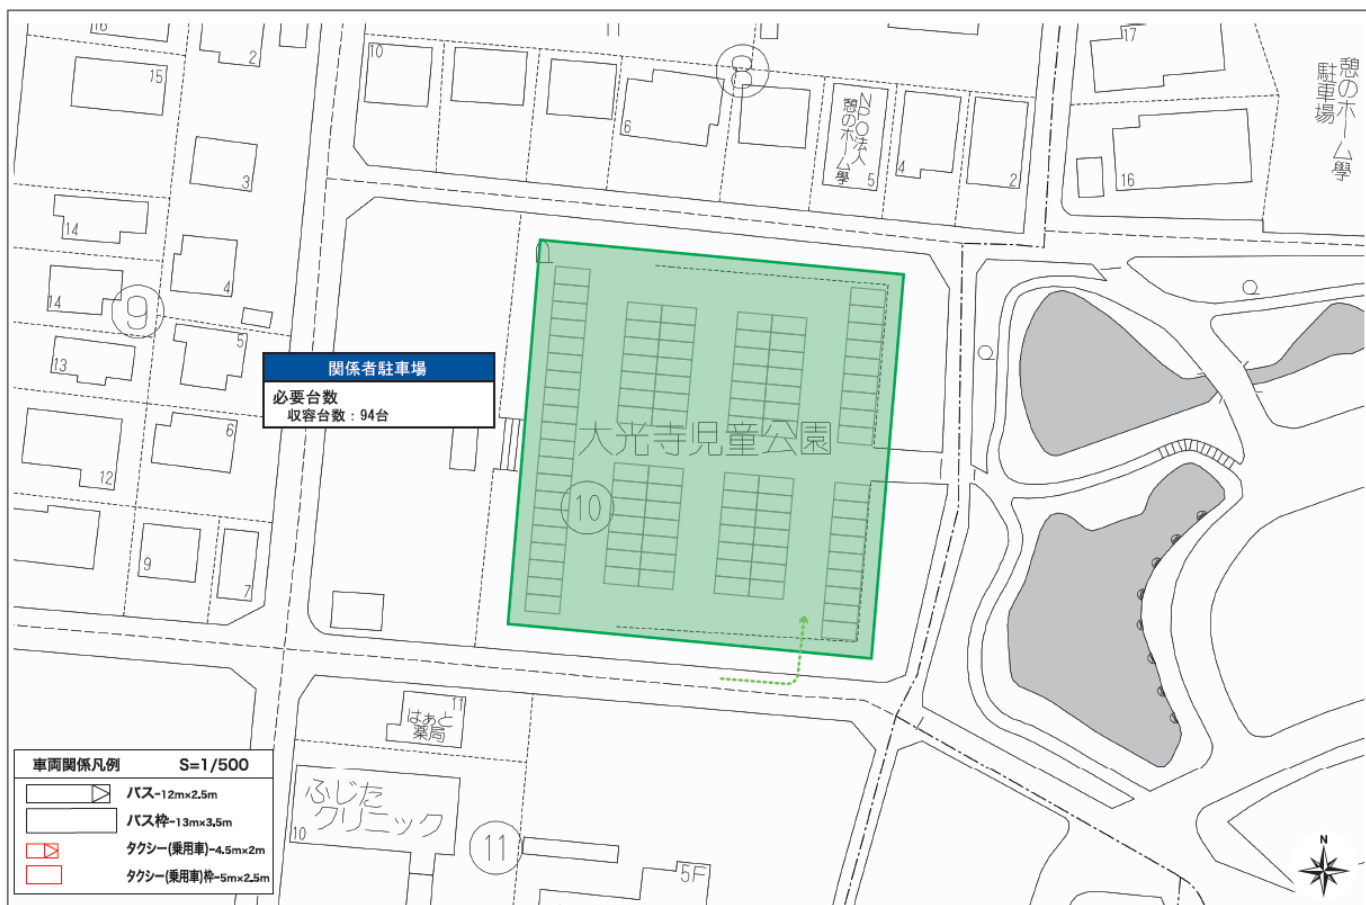 16
2
15
3
14
4
14
9
5
13
6
12
9
7
10
11
8
6
NPO法人
憩のホーム學
5
4
2
17
16
憩のホーム學
駐車場
関係者駐車場
必要台数
収容台数：94台
大光寺児童公園
10
11
はあと
薬局
ふじた
クリニック
10
11
5F
車両関係凡例 S=1/500
バス-12m×2.5m
バス枠-13m×3.5m
タクシー(乗用車)-4.5m×2m
タクシー(乗用車)枠-5m×2.5m
N